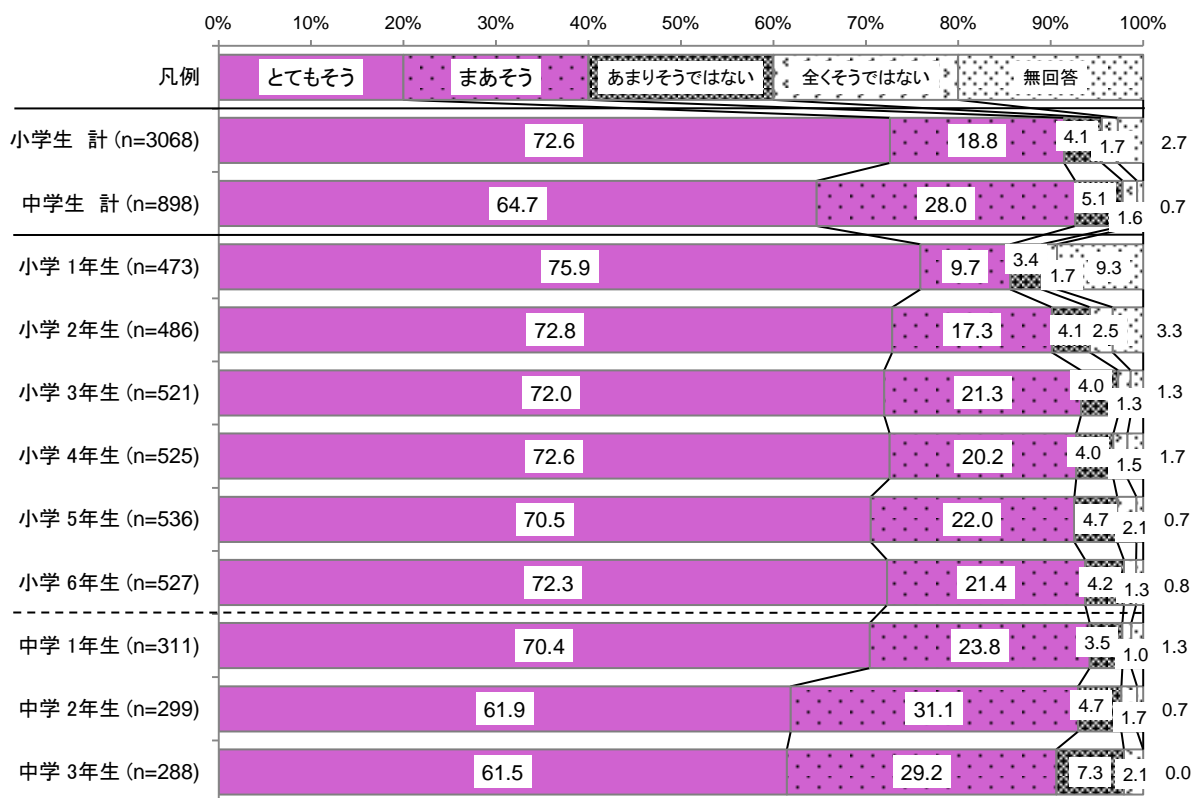 0% 10% 20% 30% 40% 50% 60% 70% 80% 90% 100%
凡例 とてもそう まあそう あまりそうではない 全くそうではない 無回答
小学生 計 (n=3068) 72.6 18.8 4.1 1.7 2.7
中学生 計 (n=898) 64.7 28.0 5.1 1.6 0.7
小学 1年生 (n=473) 75.9 9.7 3.4 1.7 9.3
小学 2年生 (n=486) 72.8 17.3 4.1 2.5 3.3
小学 3年生 (n=521) 72.0 21.3 4.0 1.3 1.3
小学 4年生 (n=525) 72.6 20.2 4.0 1.5 1.7
小学 5年生 (n=536) 70.5 22.0 4.7 2.1 0.7
小学 6年生 (n=527) 72.3 21.4 4.2 1.3 0.8
中学 1年生 (n=311) 70.4 23.8 3.5 1.0 1.3
中学 2年生 (n=299) 61.9 31.1 4.7 1.7 0.7
中学 3年生 (n=288) 61.5 29.2 7.3 2.1 0.0